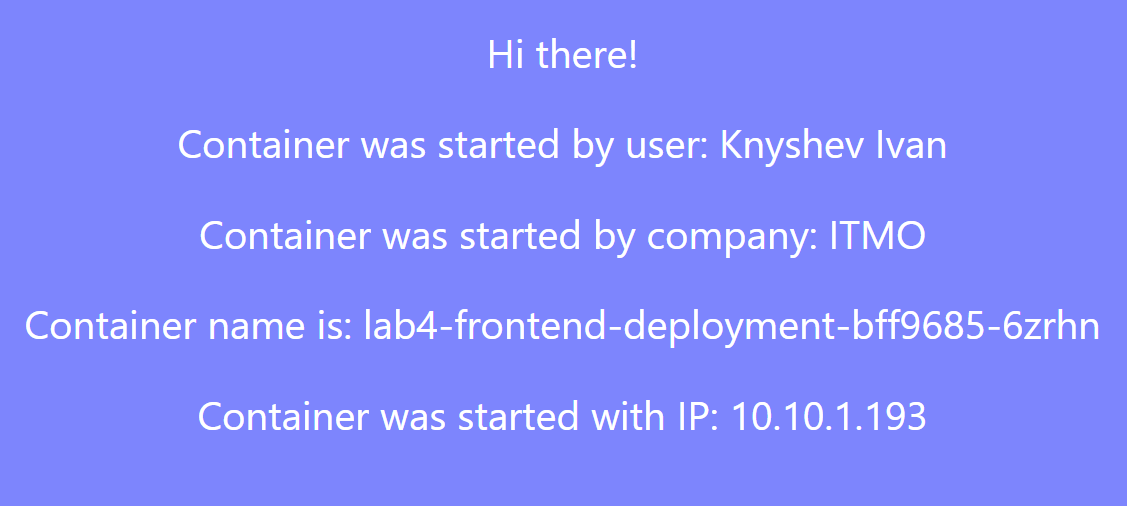 Hi there!
Container was started by user: Knyshev Ivan
Container was started by company: ITMO
Container name is: lab4-frontend-deployment-bff9685-6zrhn
Container was started with IP: 10.10.1.193